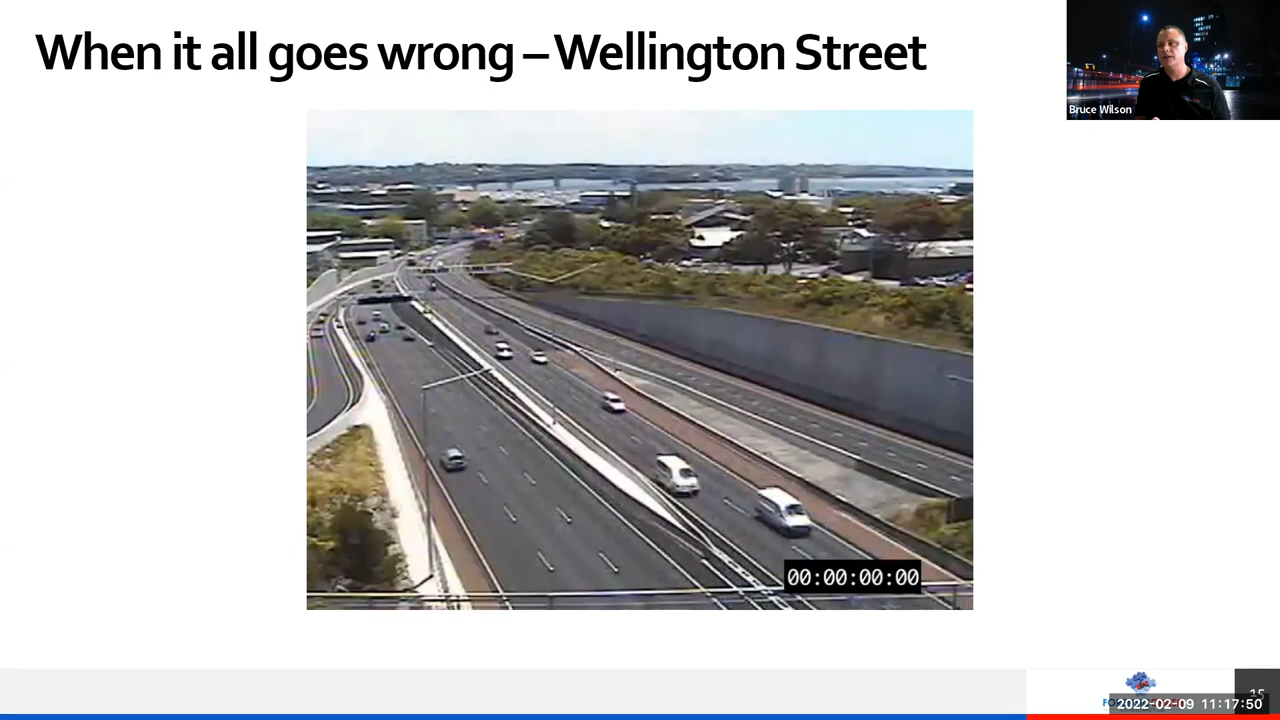 When it all goes wrong – Wellington Street
Bruce Wilson
00:00:00:00
15
2022-02-09 11:17:50